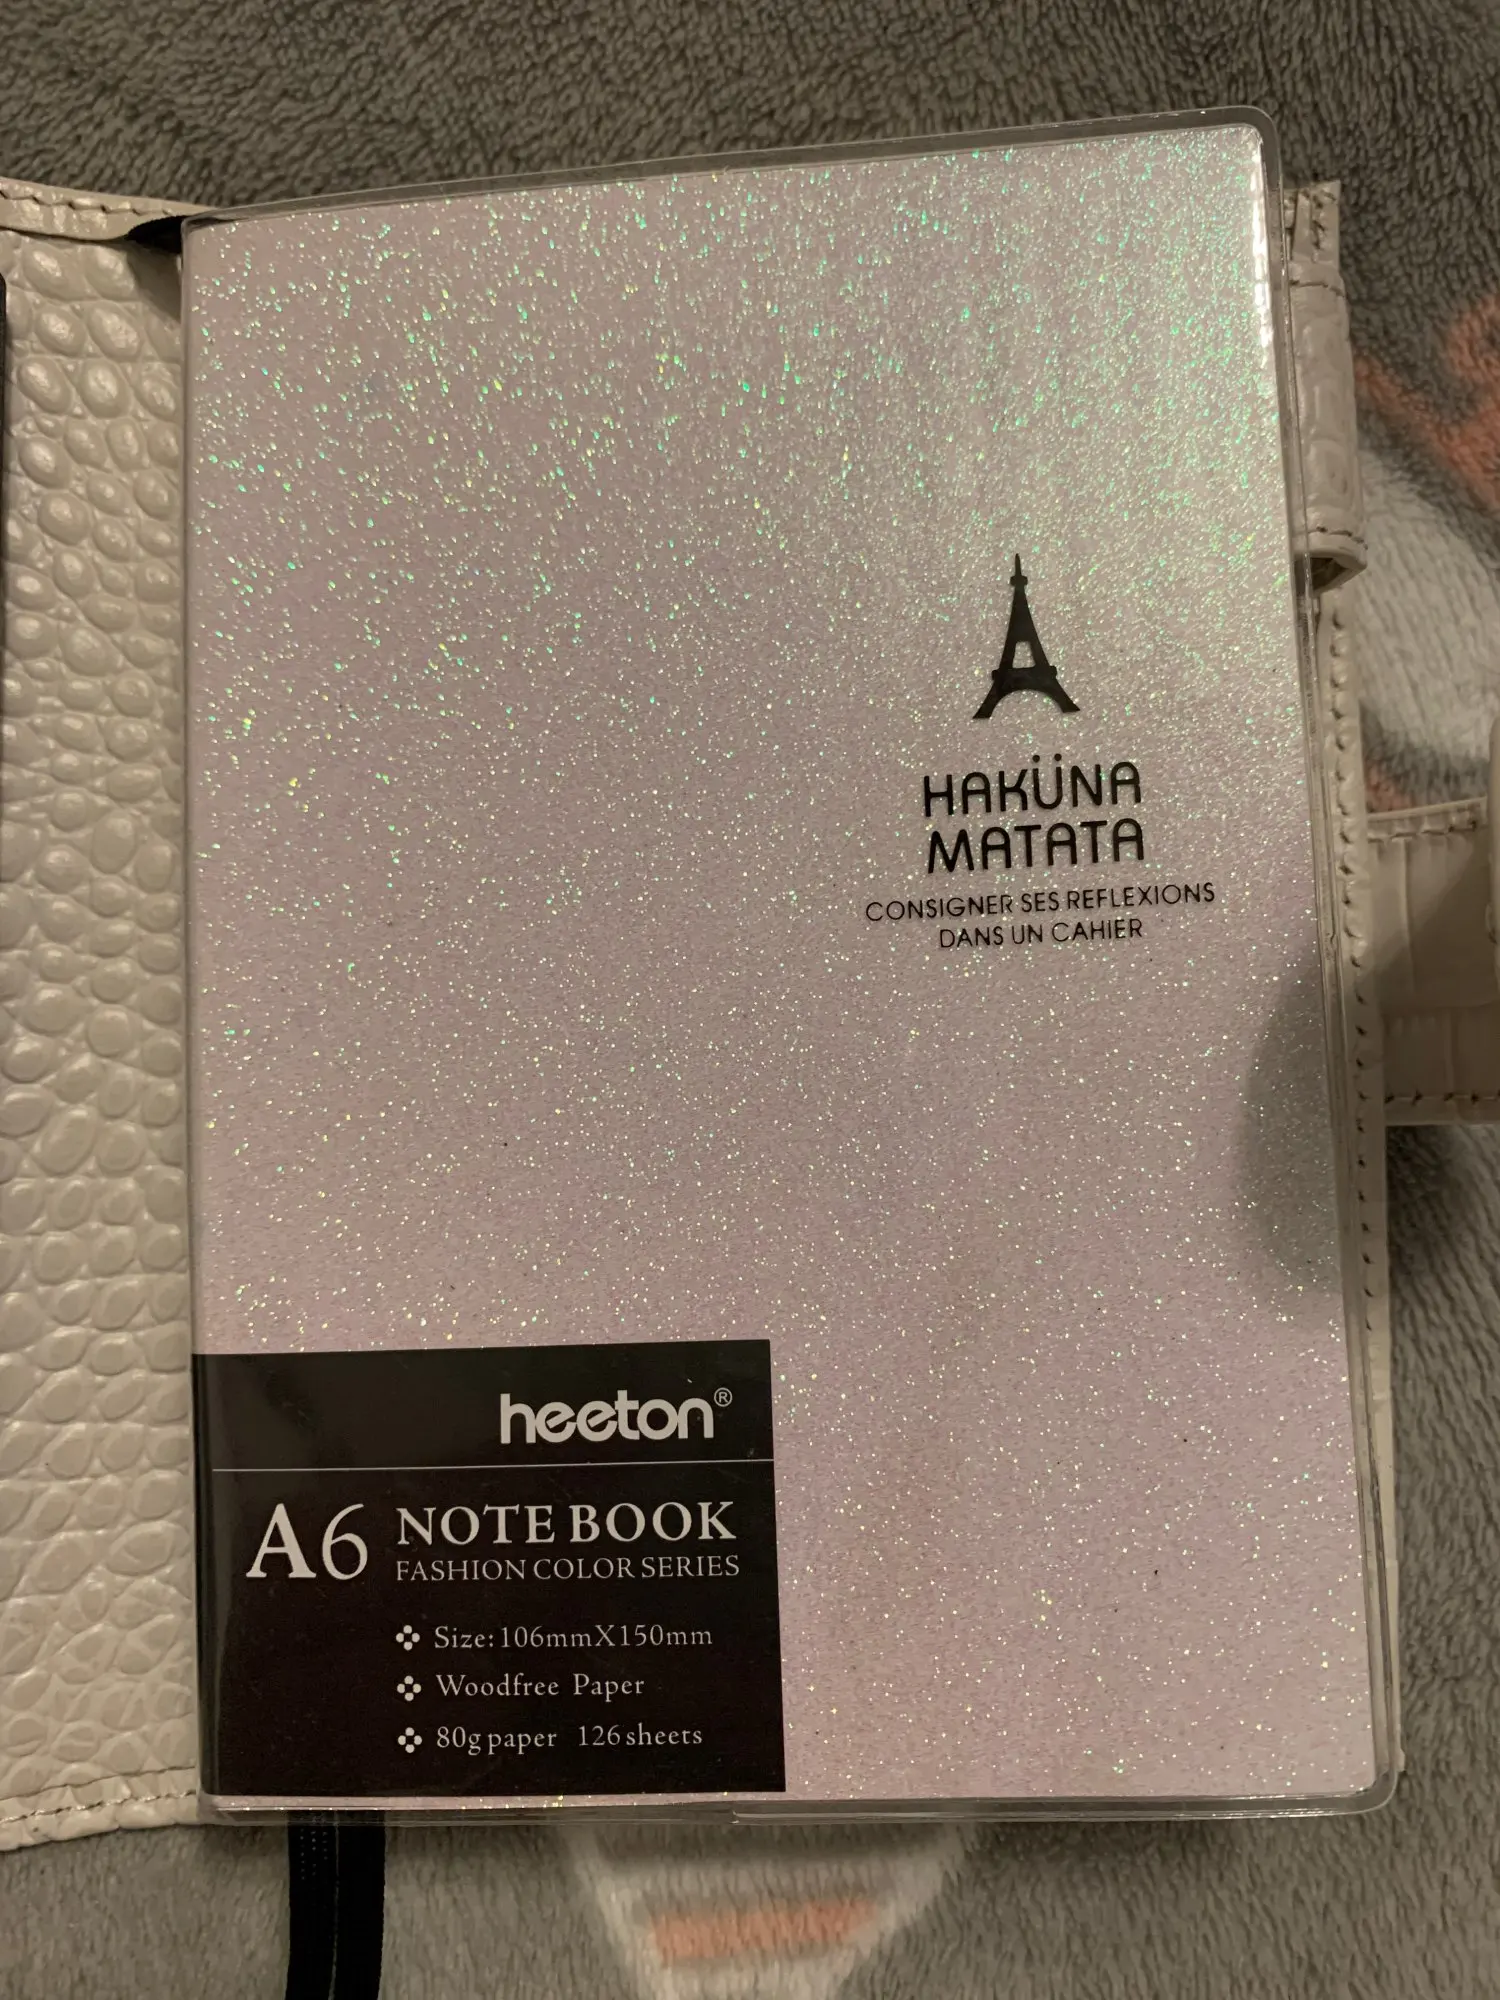 HAKÜNA
MATATA
CONSIGNER SES REFLEXIONS
DANS UN CAHIER
heeton®
A6 NOTE BOOK
FASHION COLOR SERIES
Size: 106mmX150mm
Woodfree Paper
80g paper 126 sheets